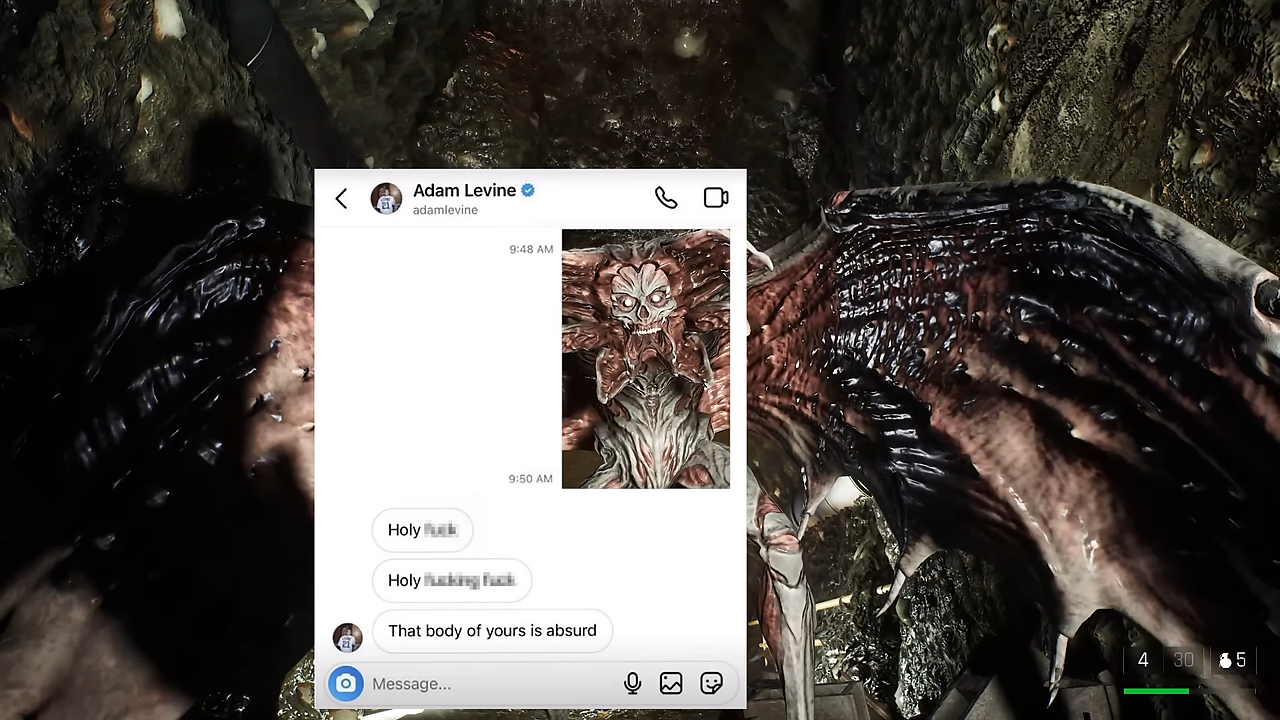 Adam Levine
adamlevine
9:48 AM
9:50 AM
Holy
Holy
That body of yours is absurd
Message...
4 30 5